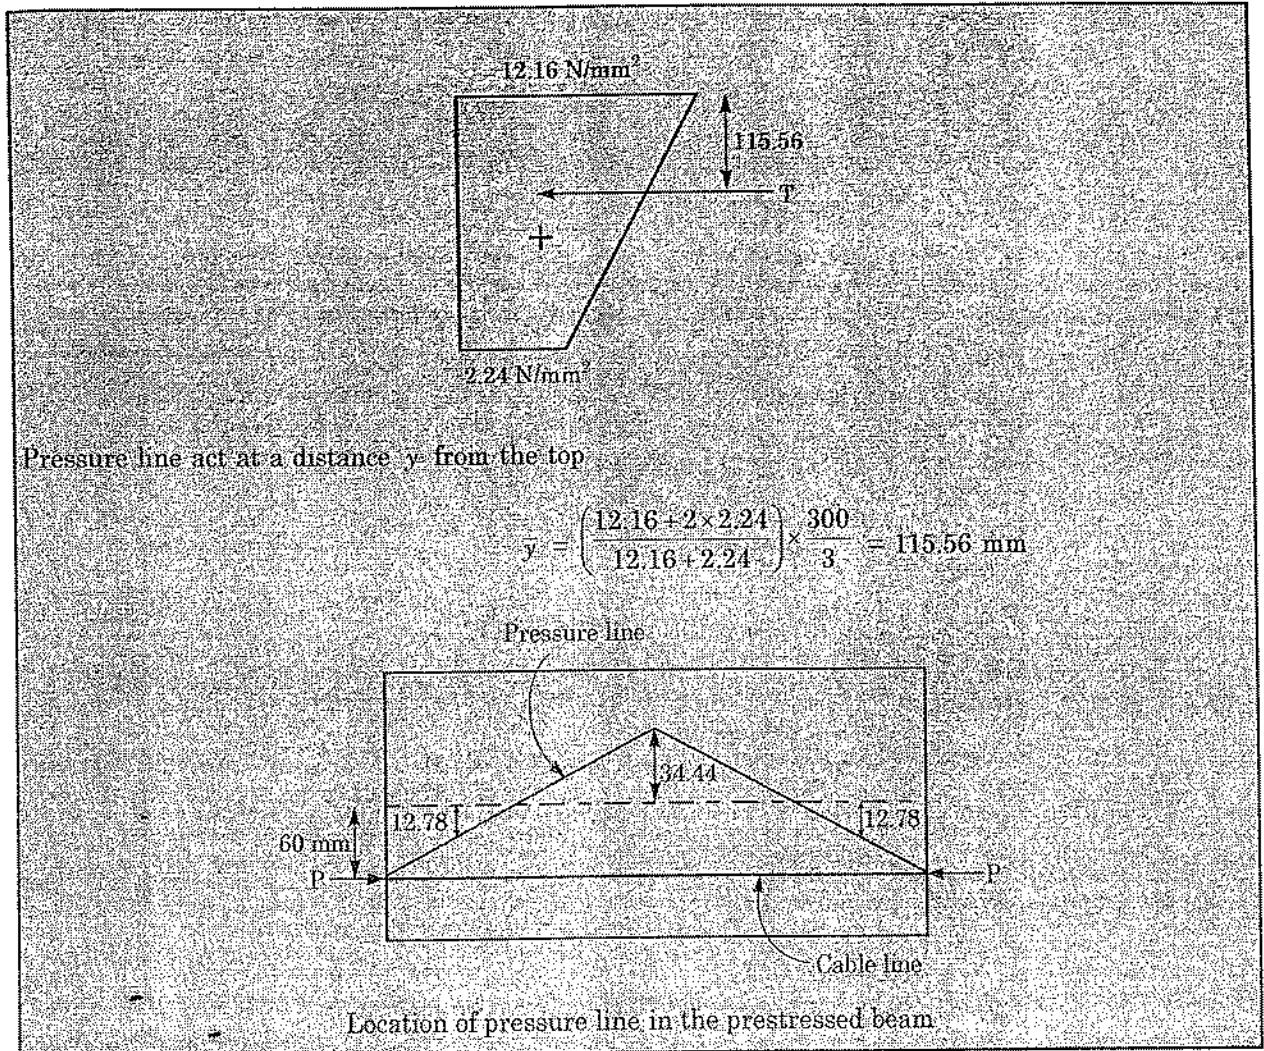 12.16 N/mm²
115.56
T
+
2.24 N/mm²
Pressure line act at a distance y from the top
y̅ = ((12.16 + 2 × 2.24) / (12.16 + 2.24)) × 300/3 = 115.56 mm
Pressure line
34.44
12.78
12.78
60 mm
P
P
Cable line
Location of pressure line in the prestressed beam